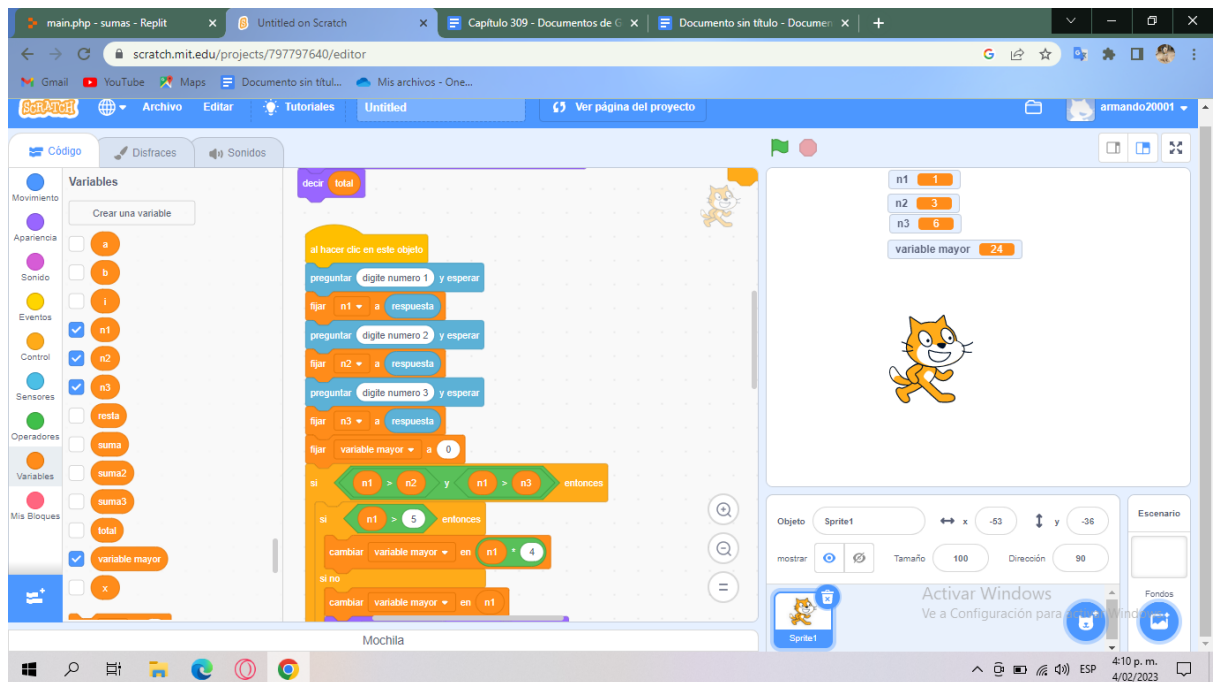 main.php - sumas - Replit
Untitled on Scratch
Capítulo 309 - Documentos de G
Documento sin título - Documen
scratch.mit.edu/projects/797797640/editor
Gmail
YouTube
Maps
Documento sin títul...
Mis archivos - One...
SCRATCH
Archivo
Editar
Tutoriales
Untitled
Ver página del proyecto
armando20001
Código
Disfraces
Sonidos
Movimiento
Apariencia
Sonido
Eventos
Control
Sensores
Operadores
Variables
Mis Bloques
Variables
Crear una variable
a
b
i
n1
n2
n3
resta
suma
suma2
suma3
total
variable mayor
x
decir total
al hacer clic en este objeto
preguntar digite numero 1 y esperar
fijar n1 a respuesta
preguntar digite numero 2 y esperar
fijar n2 a respuesta
preguntar digite numero 3 y esperar
fijar n3 a respuesta
fijar variable mayor a 0
si n1 > n2 y n1 > n3 entonces
si n1 > 5 entonces
cambiar variable mayor en n1 * 4
si no
cambiar variable mayor en n1
Mochila
n1 1
n2 3
n3 6
variable mayor 24
Objeto Sprite1 x -53 y -36
mostrar Tamaño 100 Dirección 90
Sprite1
Escenario
Fondos
Activar Windows
Ve a Configuración para
ESP
4:10 p. m.
4/02/2023